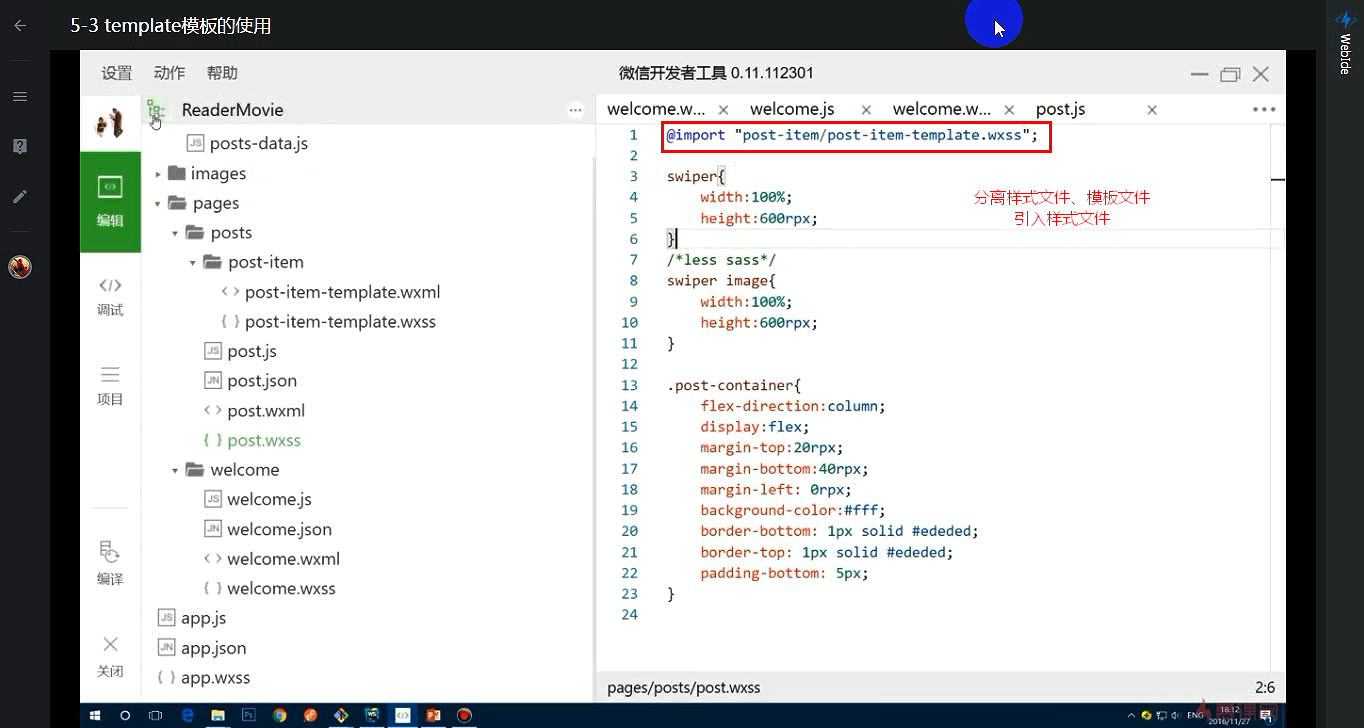 5-3 template模板的使用
WebIde
设置 动作 帮助
微信开发者工具 0.11.112301
ReaderMovie
posts-data.js
images
pages
posts
post-item
post-item-template.wxml
post-item-template.wxss
post.js
post.json
post.wxml
post.wxss
welcome
welcome.js
welcome.json
welcome.wxml
welcome.wxss
app.js
app.json
app.wxss
编辑
调试
项目
编译
关闭
welcome.w... welcome.js welcome.w... post.js
1 @import "post-item/post-item-template.wxss";
2
3 swiper{
4 width:100%;
5 height:600rpx;
6 }
7 /*less sass*/
8 swiper image{
9 width:100%;
10 height:600rpx;
11 }
12
13 .post-container{
14 flex-direction:column;
15 display:flex;
16 margin-top:20rpx;
17 margin-bottom:40rpx;
18 margin-left: 0rpx;
19 background-color:#fff;
20 border-bottom: 1px solid #ededed;
21 border-top: 1px solid #ededed;
22 padding-bottom: 5px;
23 }
24
分离样式文件、模板文件
引入样式文件
pages/posts/post.wxss
2:6
ENG
18:12
2016/11/27